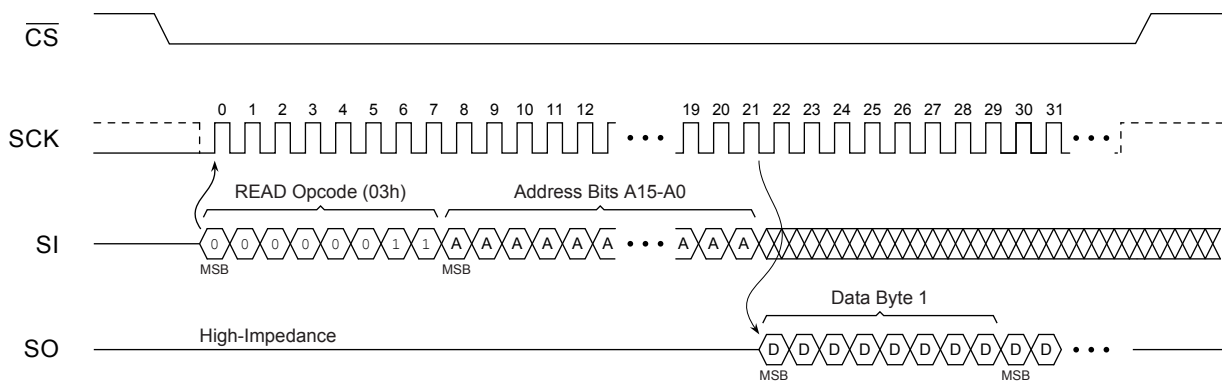 CS
0 1 2 3 4 5 6 7 8 9 10 11 12 19 20 21 22 23 24 25 26 27 28 29 30 31
SCK
READ Opcode (03h) Address Bits A15-A0
SI 0 0 0 0 0 0 1 1 A A A A A A • • • A A A
MSB MSB
Data Byte 1
High-Impedance
SO D D D D D D D D D D • • •
MSB MSB